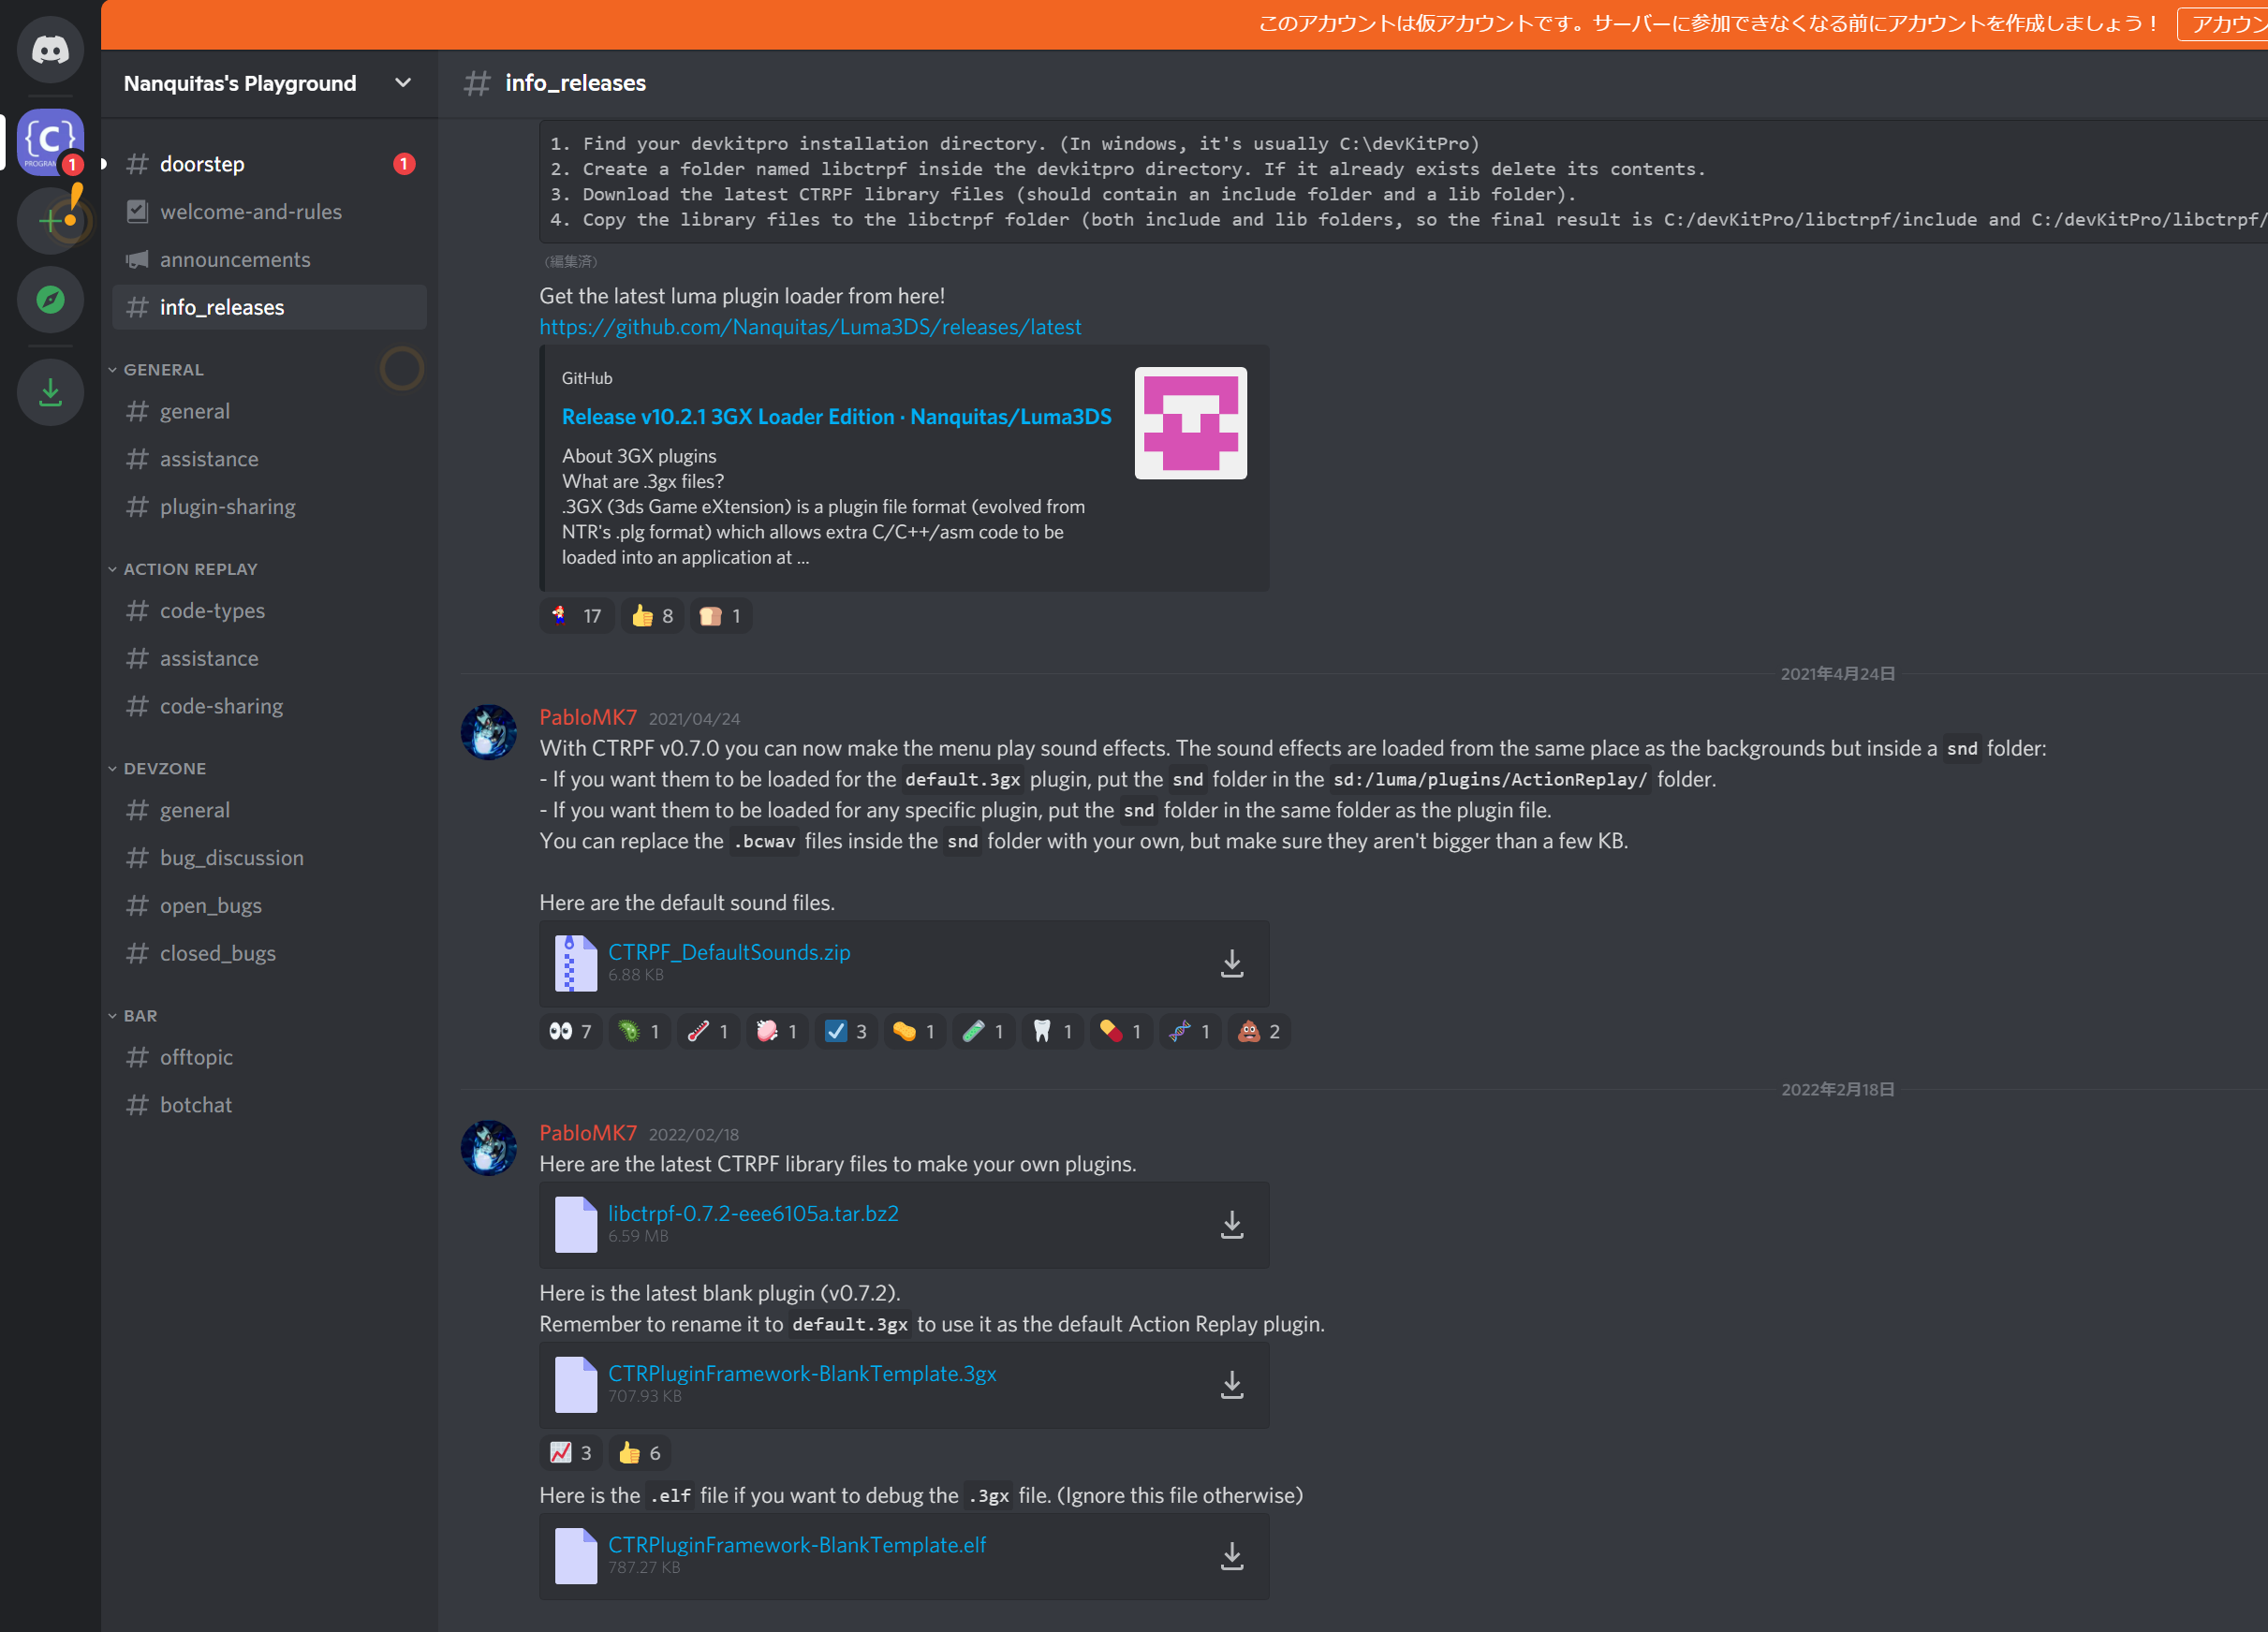 このアカウントは仮アカウントです。サーバーに参加できなくなる前にアカウントを作成しましょう！
アカウン
Nanquitas's Playground
info_releases
C
PROGRAM
1
doorstep
1
welcome-and-rules
announcements
info_releases
GENERAL
general
assistance
plugin-sharing
ACTION REPLAY
code-types
assistance
code-sharing
DEVZONE
general
bug_discussion
open_bugs
closed_bugs
BAR
offtopic
botchat
1. Find your devkitpro installation directory. (In windows, it's usually C:\devKitPro)
2. Create a folder named libctrpf inside the devkitpro directory. If it already exists delete its contents.
3. Download the latest CTRPF library files (should contain an include folder and a lib folder).
4. Copy the library files to the libctrpf folder (both include and lib folders, so the final result is C:/devKitPro/libctrpf/include and C:/devKitPro/libctrpf/
(編集済)
Get the latest luma plugin loader from here!
https://github.com/Nanquitas/Luma3DS/releases/latest
GitHub
Release v10.2.1 3GX Loader Edition · Nanquitas/Luma3DS
About 3GX plugins
What are .3gx files?
.3GX (3ds Game eXtension) is a plugin file format (evolved from
NTR's .plg format) which allows extra C/C++/asm code to be
loaded into an application at ...
17 8 1
2021年4月24日
PabloMK7 2021/04/24
With CTRPF v0.7.0 you can now make the menu play sound effects. The sound effects are loaded from the same place as the backgrounds but inside a snd folder:
- If you want them to be loaded for the default.3gx plugin, put the snd folder in the sd:/luma/plugins/ActionReplay/ folder.
- If you want them to be loaded for any specific plugin, put the snd folder in the same folder as the plugin file.
You can replace the .bcwav files inside the snd folder with your own, but make sure they aren't bigger than a few KB.
Here are the default sound files.
CTRPF_DefaultSounds.zip
6.88 KB
7 1 1 1 3 1 1 1 1 1 2
2022年2月18日
PabloMK7 2022/02/18
Here are the latest CTRPF library files to make your own plugins.
libctrpf-0.7.2-eee6105a.tar.bz2
6.59 MB
Here is the latest blank plugin (v0.7.2).
Remember to rename it to default.3gx to use it as the default Action Replay plugin.
CTRPluginFramework-BlankTemplate.3gx
707.93 KB
3 6
Here is the .elf file if you want to debug the .3gx file. (Ignore this file otherwise)
CTRPluginFramework-BlankTemplate.elf
787.27 KB